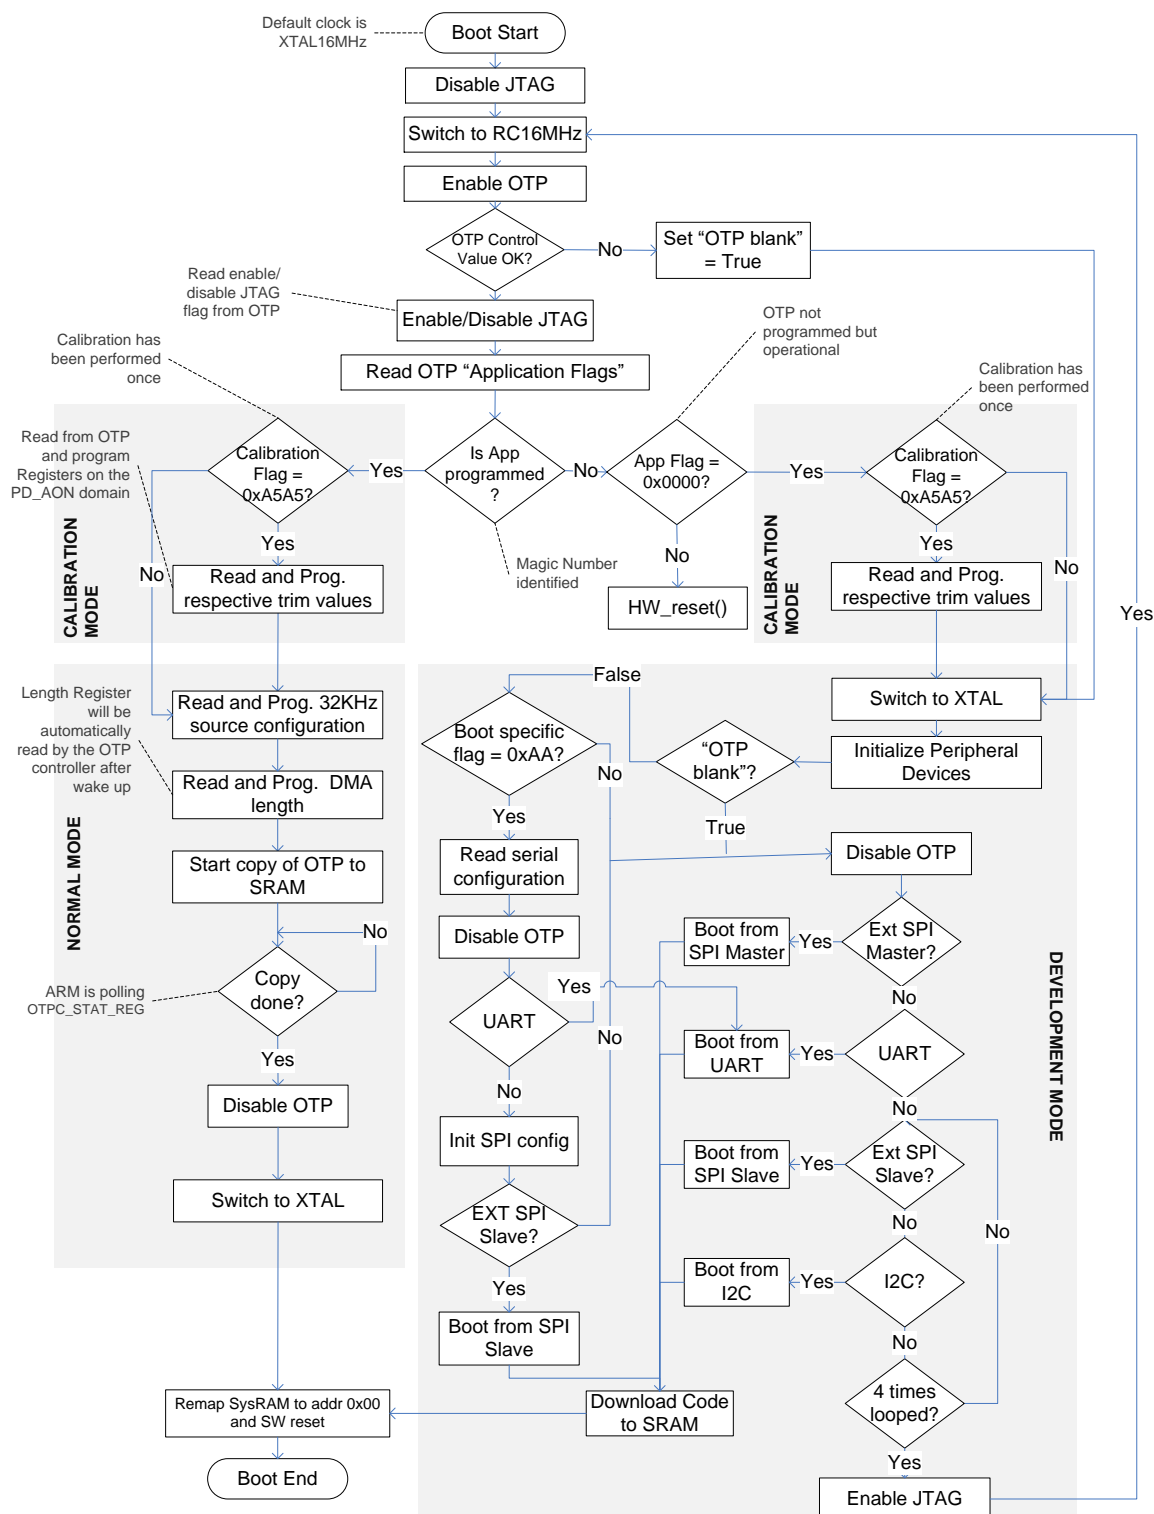 Default clock is
XTAL16MHz
Boot Start
Disable JTAG
Switch to RC16MHz
Enable OTP
OTP Control
Value OK?
No
Set “OTP blank”
= True
Read enable/
disable JTAG
flag from OTP
Enable/Disable JTAG
OTP not
programmed but
operational
Calibration has
been performed
once
Read OTP “Application Flags”
Calibration has
been performed
once
Read from OTP
and program
Registers on the
PD_AON domain
Calibration
Flag =
0xA5A5?
Yes
Is App
programmed
?
No
App Flag =
0x0000?
Yes
Calibration
Flag =
0xA5A5?
Yes
No
Read and Prog.
respective trim values
CALIBRATION
MODE
Magic Number
identified
No
HW_reset()
Yes
No
Read and Prog.
respective trim values
CALIBRATION
MODE
Yes
Length Register
will be
automatically
read by the OTP
controller after
wake up
Read and Prog. 32KHz
source configuration
Read and Prog.  DMA
length
Start copy of OTP to
SRAM
No
Copy
done?
ARM is polling
OTPC_STAT_REG
Yes
Disable OTP
Switch to XTAL
NORMAL MODE
False
Switch to XTAL
Initialize Peripheral
Devices
“OTP
blank”?
True
Boot specific
flag = 0xAA?
No
Yes
Read serial
configuration
Disable OTP
UART
Yes
No
No
Init SPI config
EXT SPI
Slave?
Yes
Boot from SPI
Slave
Disable OTP
Ext SPI
Master?
Yes
Boot from
SPI Master
No
UART
Yes
Boot from
UART
No
Ext SPI
Slave?
Yes
Boot from
SPI Slave
No
No
I2C?
Yes
Boot from
I2C
No
4 times
looped?
Yes
Enable JTAG
DEVELOPMENT MODE
Download Code
to SRAM
Remap SysRAM to addr 0x00
and SW reset
Boot End